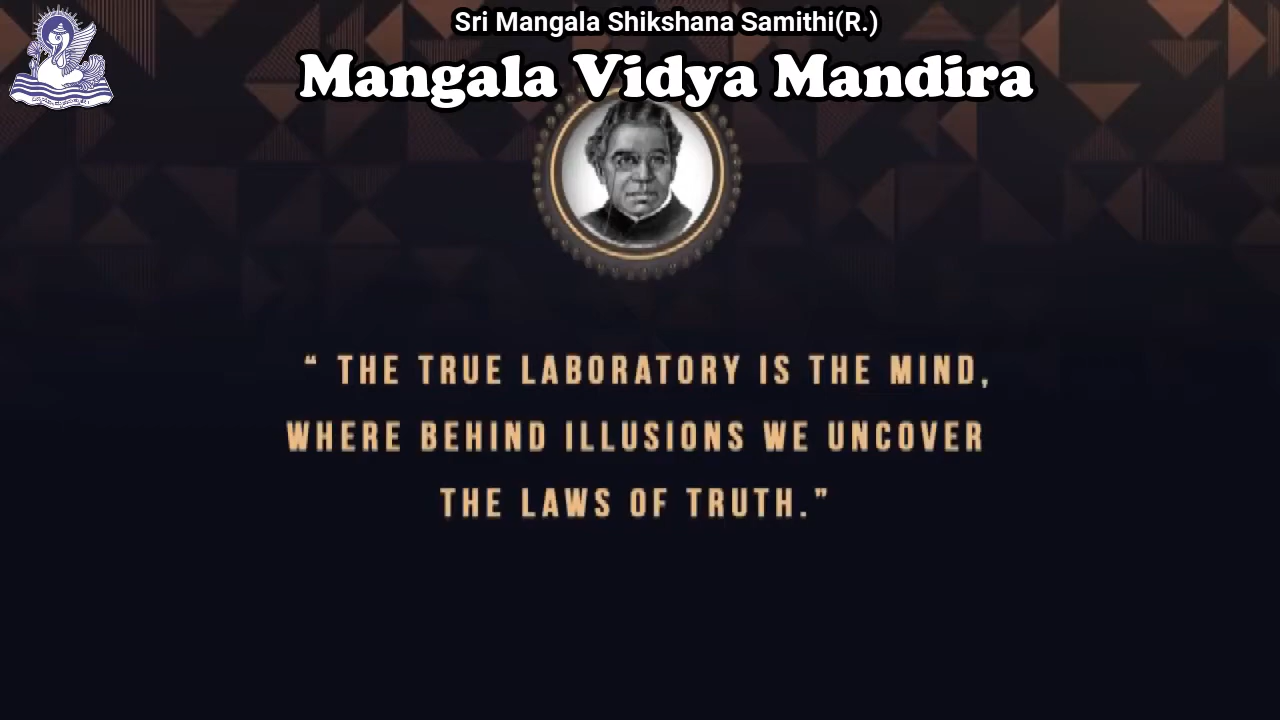 Sri Mangala Shikshana Samithi(R.)
Mangala Vidya Mandira
“ THE TRUE LABORATORY IS THE MIND,
WHERE BEHIND ILLUSIONS WE UNCOVER
THE LAWS OF TRUTH.”